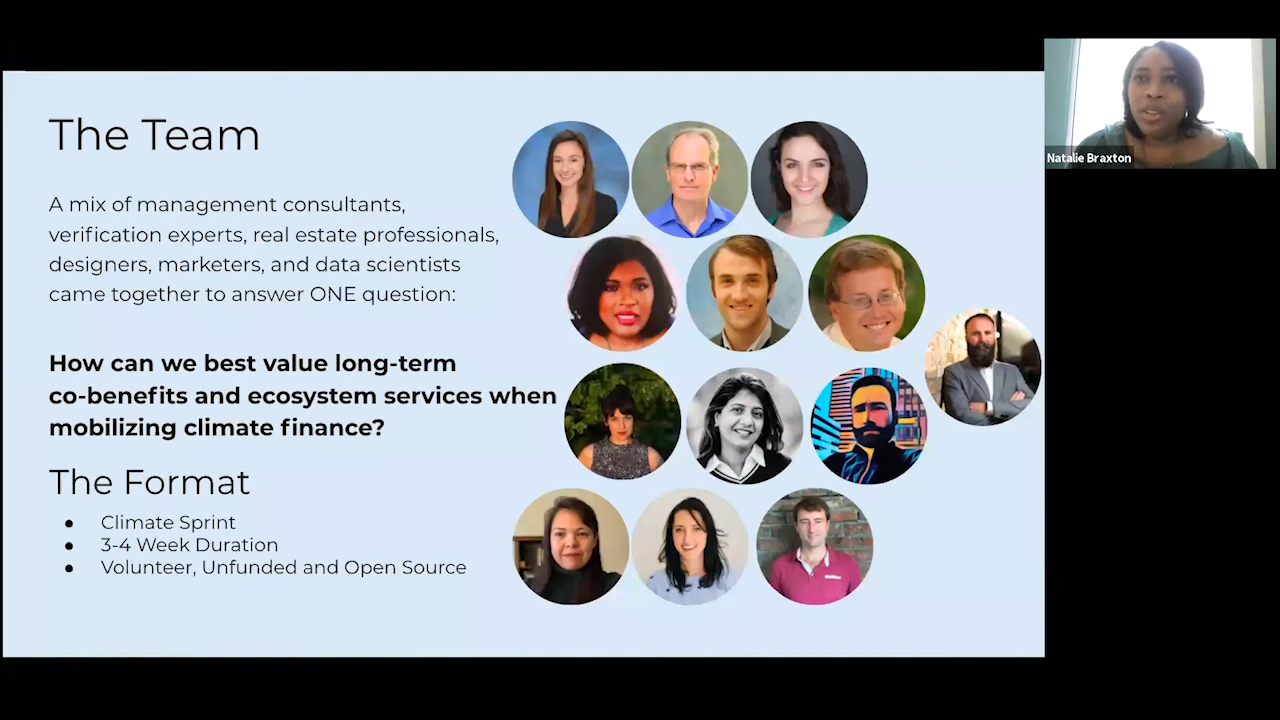 The Team
A mix of management consultants,
verification experts, real estate professionals,
designers, marketers, and data scientists
came together to answer ONE question:
How can we best value long-term
co-benefits and ecosystem services when
mobilizing climate finance?
The Format
● Climate Sprint
● 3-4 Week Duration
● Volunteer, Unfunded and Open Source
Natalie Braxton